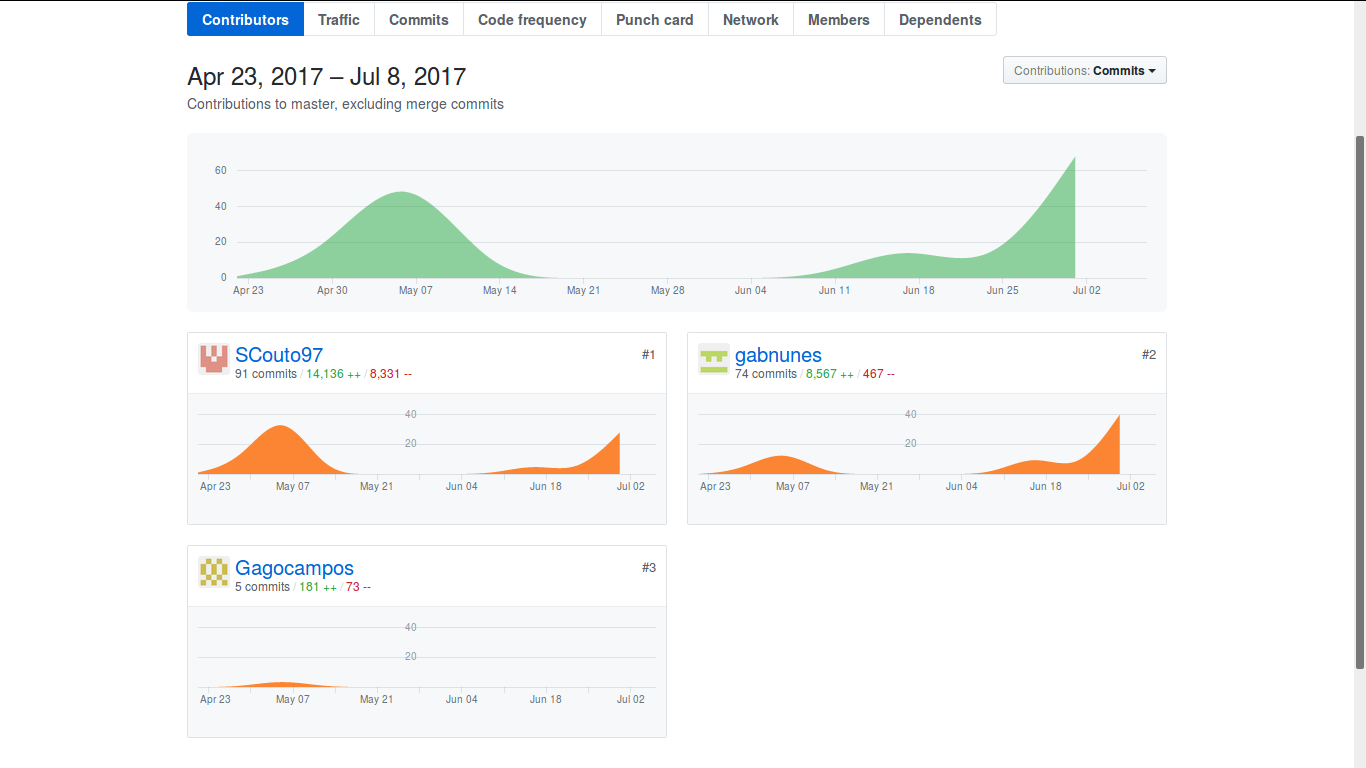 Contributors Traffic Commits Code frequency Punch card Network Members Dependents
Apr 23, 2017 – Jul 8, 2017
Contributions: Commits
Contributions to master, excluding merge commits
60
40
20
0
Apr 23 Apr 30 May 07 May 14 May 21 May 28 Jun 04 Jun 11 Jun 18 Jun 25 Jul 02
SCouto97 #1
91 commits / 14,136 ++ / 8,331 --
40
20
Apr 23 May 07 May 21 Jun 04 Jun 18 Jul 02
gabnunes #2
74 commits / 8,567 ++ / 467 --
40
20
Apr 23 May 07 May 21 Jun 04 Jun 18 Jul 02
Gagocampos #3
5 commits / 181 ++ / 73 --
40
20
Apr 23 May 07 May 21 Jun 04 Jun 18 Jul 02